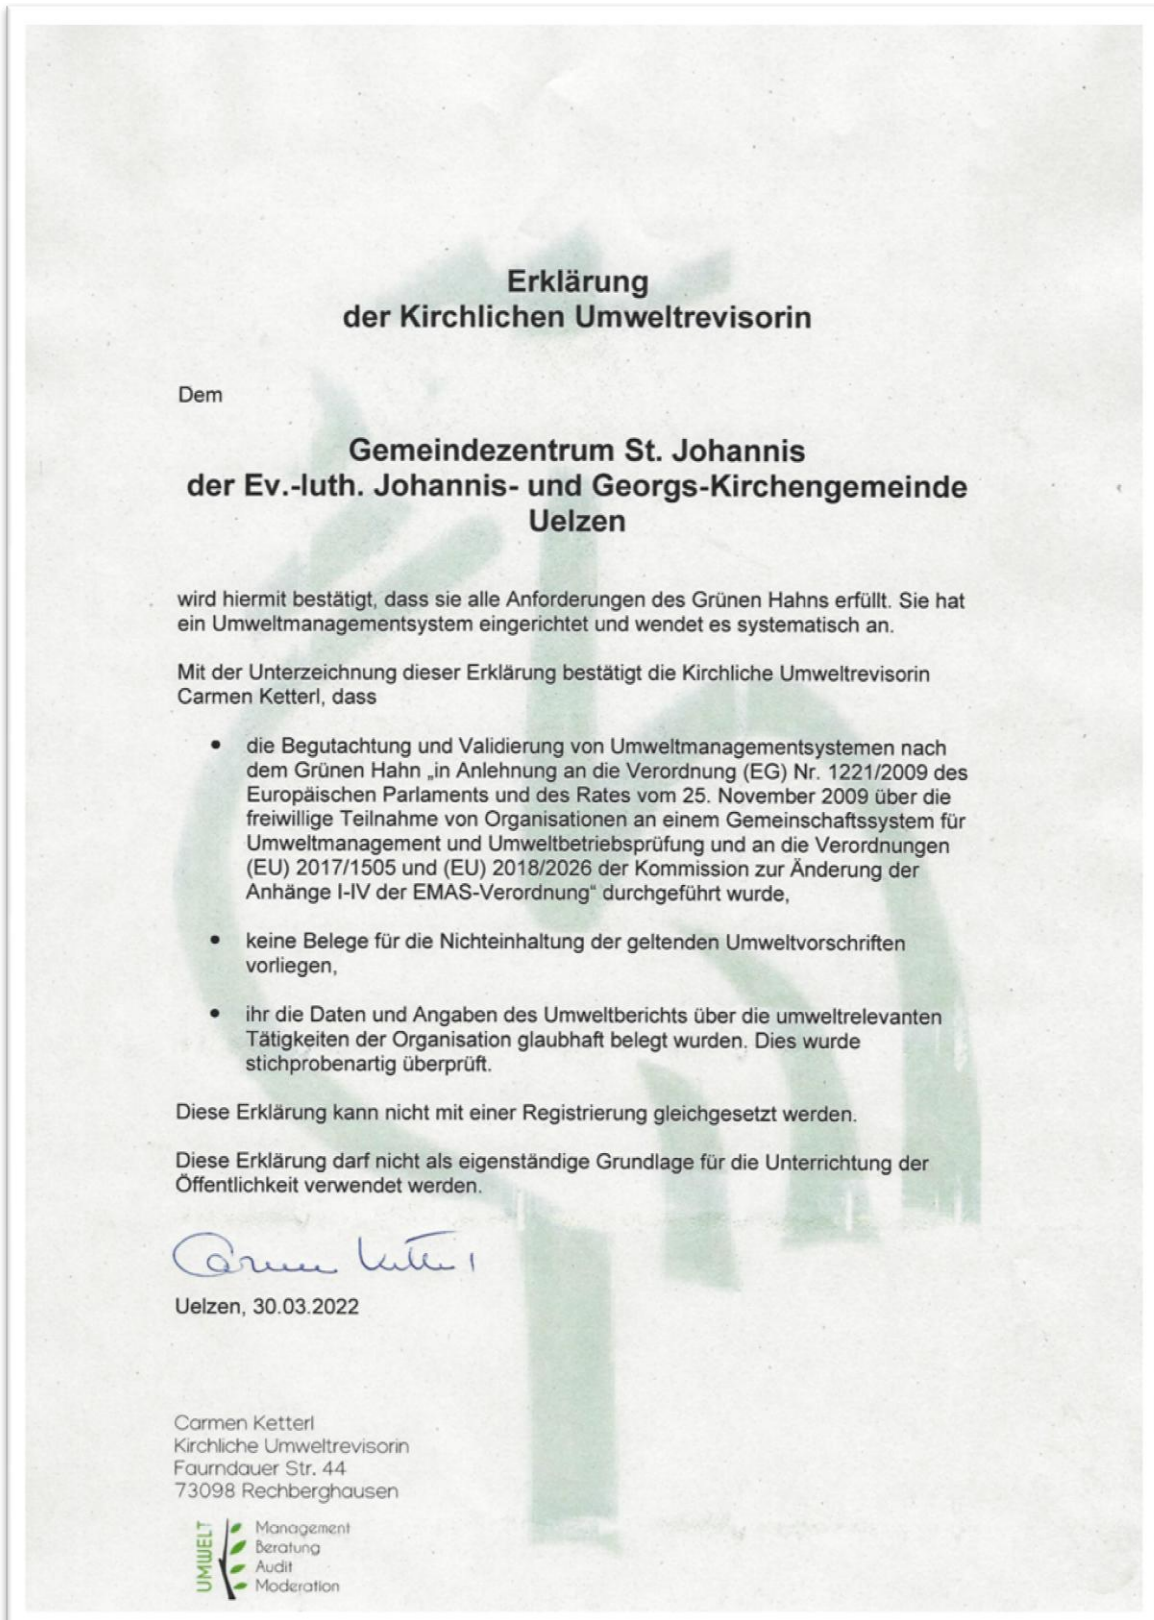 Erklärung
der Kirchlichen Umweltrevisorin
Dem
Gemeindezentrum St. Johannis
der Ev.-luth. Johannis- und Georgs-Kirchengemeinde
Uelzen
wird hiermit bestätigt, dass sie alle Anforderungen des Grünen Hahns erfüllt. Sie hat
ein Umweltmanagementsystem eingerichtet und wendet es systematisch an.
Mit der Unterzeichnung dieser Erklärung bestätigt die Kirchliche Umweltrevisorin
Carmen Ketterl, dass
• die Begutachtung und Validierung von Umweltmanagementsystemen nach
dem Grünen Hahn „in Anlehnung an die Verordnung (EG) Nr. 1221/2009 des
Europäischen Parlaments und des Rates vom 25. November 2009 über die
freiwillige Teilnahme von Organisationen an einem Gemeinschaftssystem für
Umweltmanagement und Umweltbetriebsprüfung und an die Verordnungen
(EU) 2017/1505 und (EU) 2018/2026 der Kommission zur Änderung der
Anhänge I-IV der EMAS-Verordnung“ durchgeführt wurde,
• keine Belege für die Nichteinhaltung der geltenden Umweltvorschriften
vorliegen,
• ihr die Daten und Angaben des Umweltberichts über die umweltrelevanten
Tätigkeiten der Organisation glaubhaft belegt wurden. Dies wurde
stichprobenartig überprüft.
Diese Erklärung kann nicht mit einer Registrierung gleichgesetzt werden.
Diese Erklärung darf nicht als eigenständige Grundlage für die Unterrichtung der
Öffentlichkeit verwendet werden.
Carmen Ketterl
Uelzen, 30.03.2022
Carmen Ketterl
Kirchliche Umweltrevisorin
Faurndauer Str. 44
73098 Rechberghausen
UMWELT
Management
Beratung
Audit
Moderation